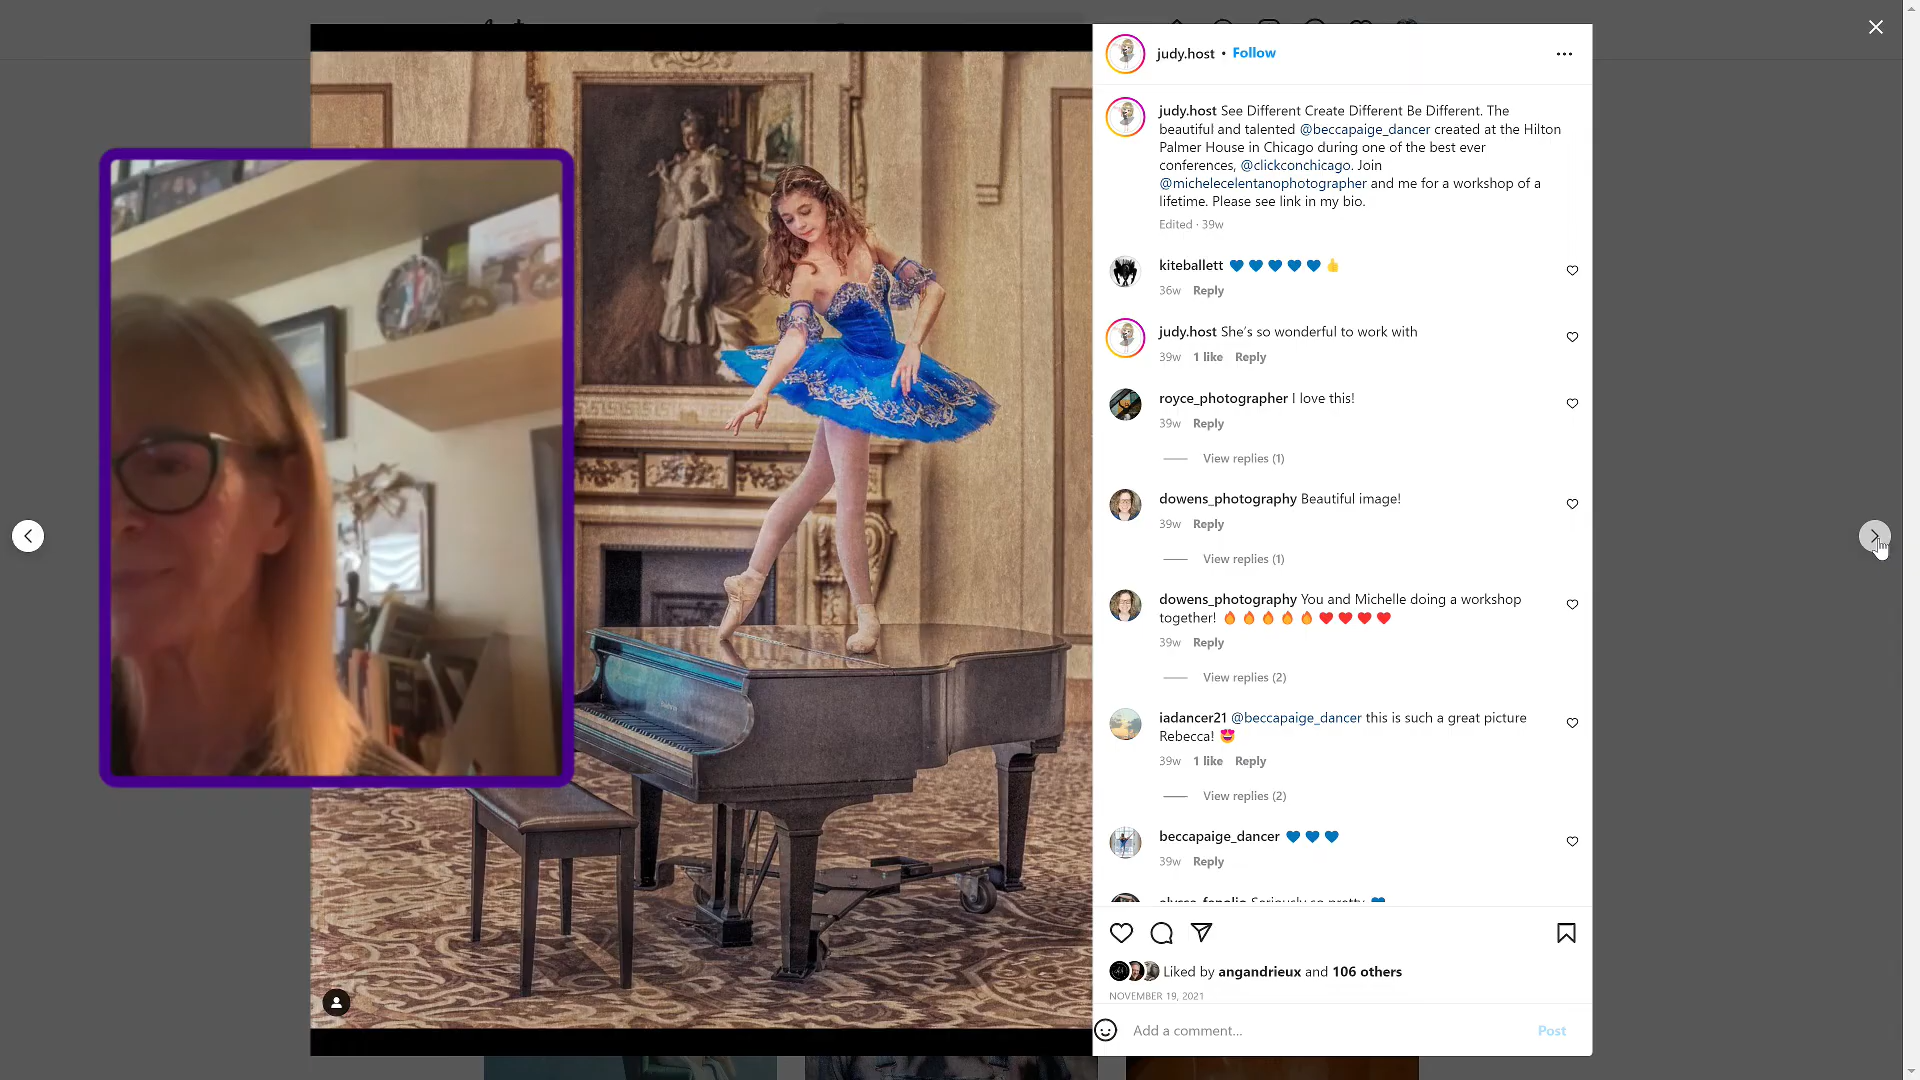 judy.host • Follow
judy.host See Different Create Different Be Different. The
beautiful and talented @beccapaige_dancer created at the Hilton
Palmer House in Chicago during one of the best ever
conferences, @clickconchicago. Join
@michelecelentanophotographer and me for a workshop of a
lifetime. Please see link in my bio.
Edited · 39w
kiteballett 💙💙💙💙💙👍
36w Reply
judy.host She's so wonderful to work with
39w 1 like Reply
royce_photographer I love this!
39w Reply
View replies (1)
dowens_photography Beautiful image!
39w Reply
View replies (1)
dowens_photography You and Michelle doing a workshop
together! 🔥🔥🔥🔥🔥❤️❤️❤️❤️
39w Reply
View replies (2)
iadancer21 @beccapaige_dancer this is such a great picture
Rebecca! 😍
39w 1 like Reply
View replies (2)
beccapaige_dancer 💙💙💙
39w Reply
Liked by angandrieux and 106 others
NOVEMBER 19, 2021
Add a comment... Post